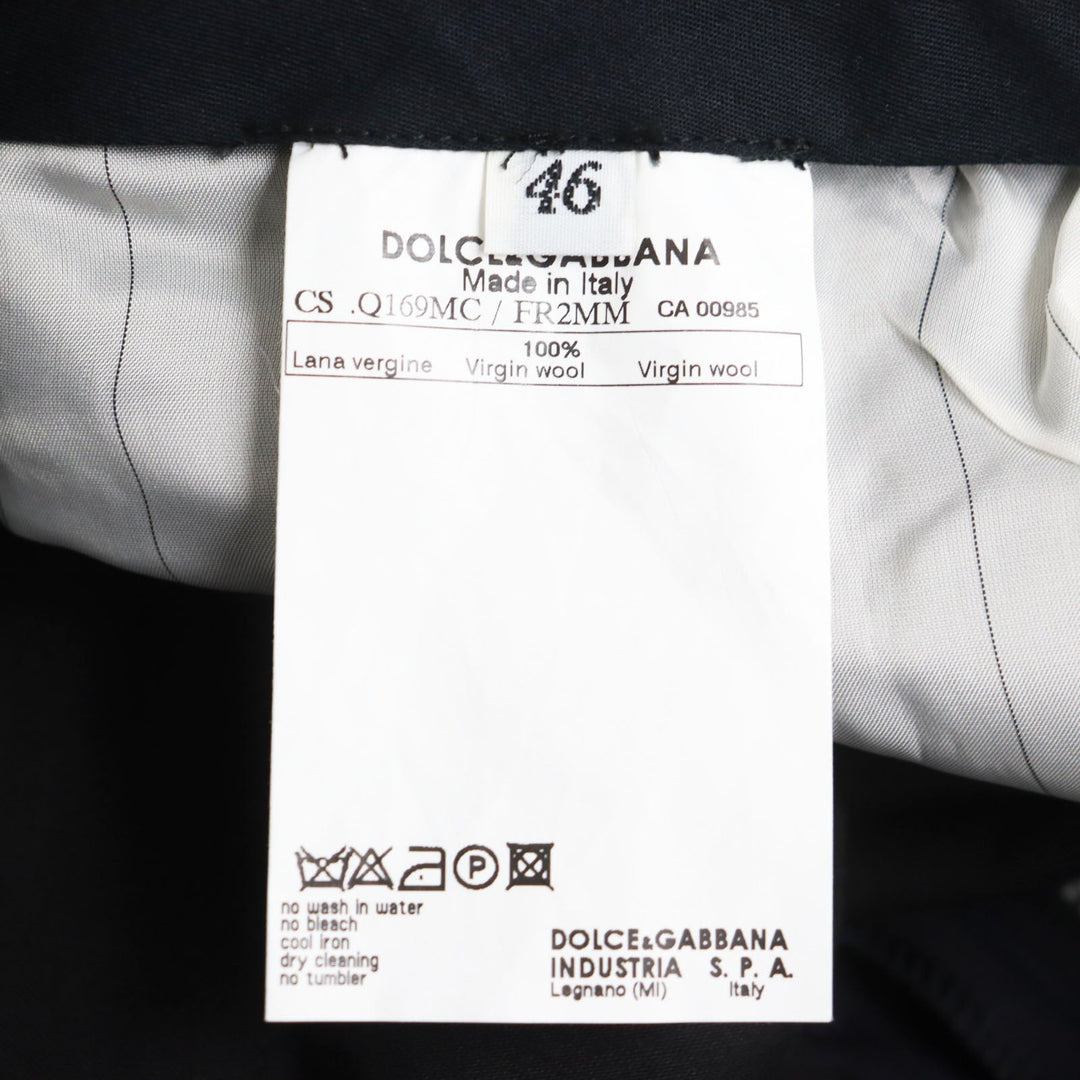 46
DOLCE&GABBANA
Made in Italy
CS .Q169MC / FR2MM CA 00985
100%
Lana vergine Virgin wool Virgin wool
P
no wash in water
no bleach
cool iron
dry cleaning
no tumbler
DOLCE&GABBANA
INDUSTRIA S. P. A.
Legnano (MI) Italy